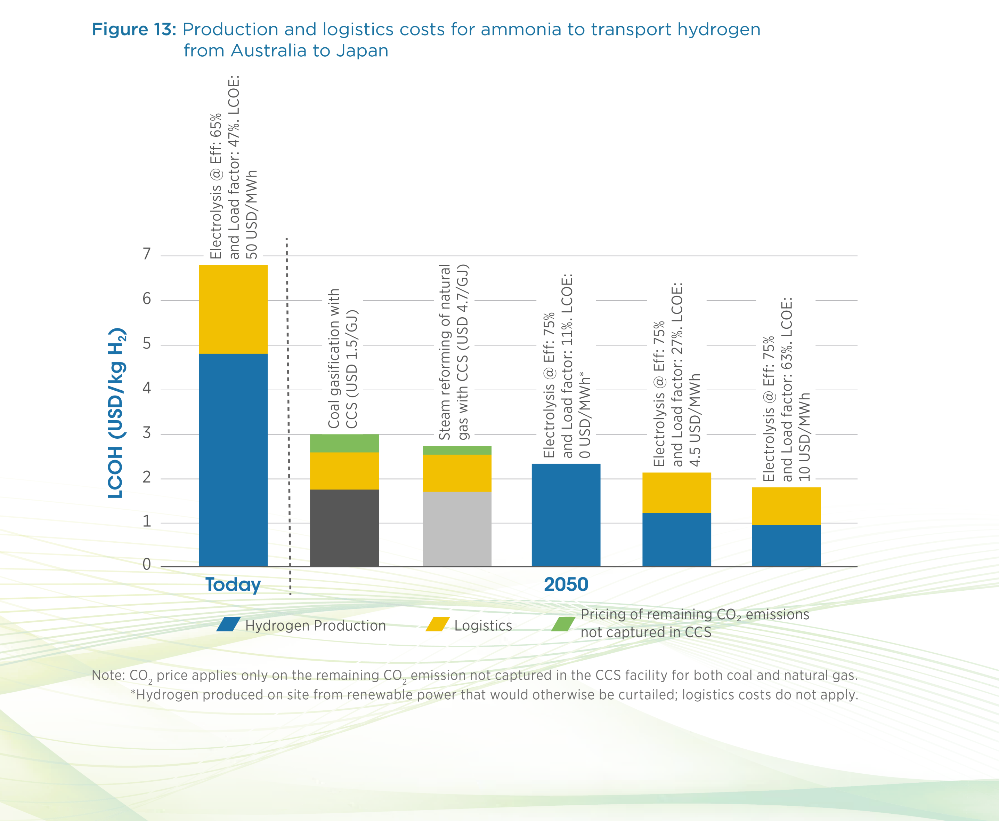 Figure 13: Production and logistics costs for ammonia to transport hydrogen
from Australia to Japan
LCOH (USD/kg H₂)
7
6
5
4
3
2
1
0
Electrolysis @ Eff: 65%
and Load factor: 47%. LCOE:
50 USD/MWh
Coal gasification with
CCS (USD 1.5/GJ)
Steam reforming of natural
gas with CCS (USD 4.7/GJ)
Electrolysis @ Eff: 75%
and Load factor: 11%. LCOE:
0 USD/MWh*
Electrolysis @ Eff: 75%
and Load factor: 27%. LCOE:
4.5 USD/MWh
Electrolysis @ Eff: 75%
and Load factor: 63%. LCOE:
10 USD/MWh
Today
2050
Hydrogen Production
Logistics
Pricing of remaining CO₂ emissions
not captured in CCS
Note: CO₂ price applies only on the remaining CO₂ emission not captured in the CCS facility for both coal and natural gas.
*Hydrogen produced on site from renewable power that would otherwise be curtailed; logistics costs do not apply.